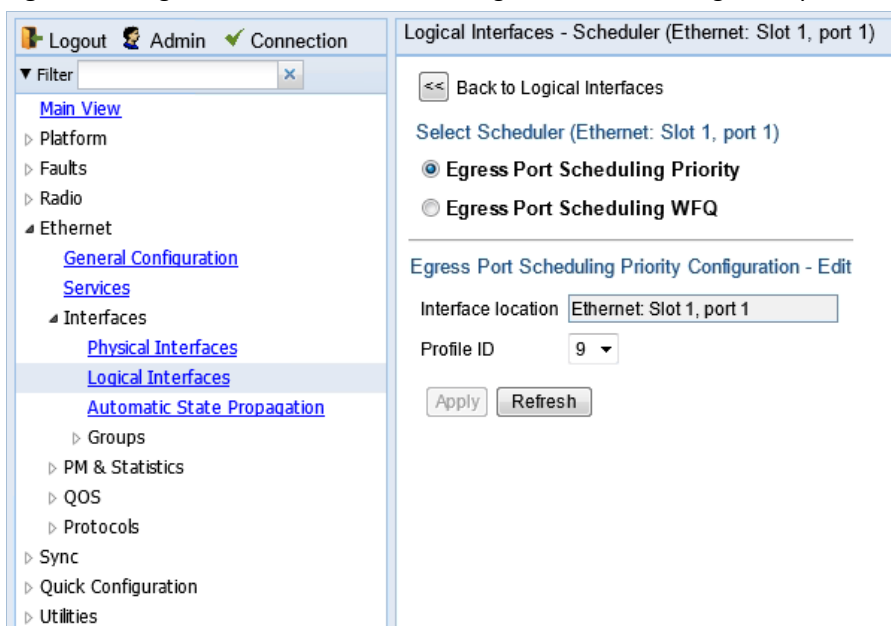 Logout Admin Connection
Filter
Main View
Platform
Faults
Radio
Ethernet
General Configuration
Services
Interfaces
Physical Interfaces
Logical Interfaces
Automatic State Propagation
Groups
PM & Statistics
QOS
Protocols
Sync
Quick Configuration
Utilities
Logical Interfaces - Scheduler (Ethernet: Slot 1, port 1)
<< Back to Logical Interfaces
Select Scheduler (Ethernet: Slot 1, port 1)
Egress Port Scheduling Priority
Egress Port Scheduling WFQ
Egress Port Scheduling Priority Configuration - Edit
Interface location Ethernet: Slot 1, port 1
Profile ID 9
Apply Refresh